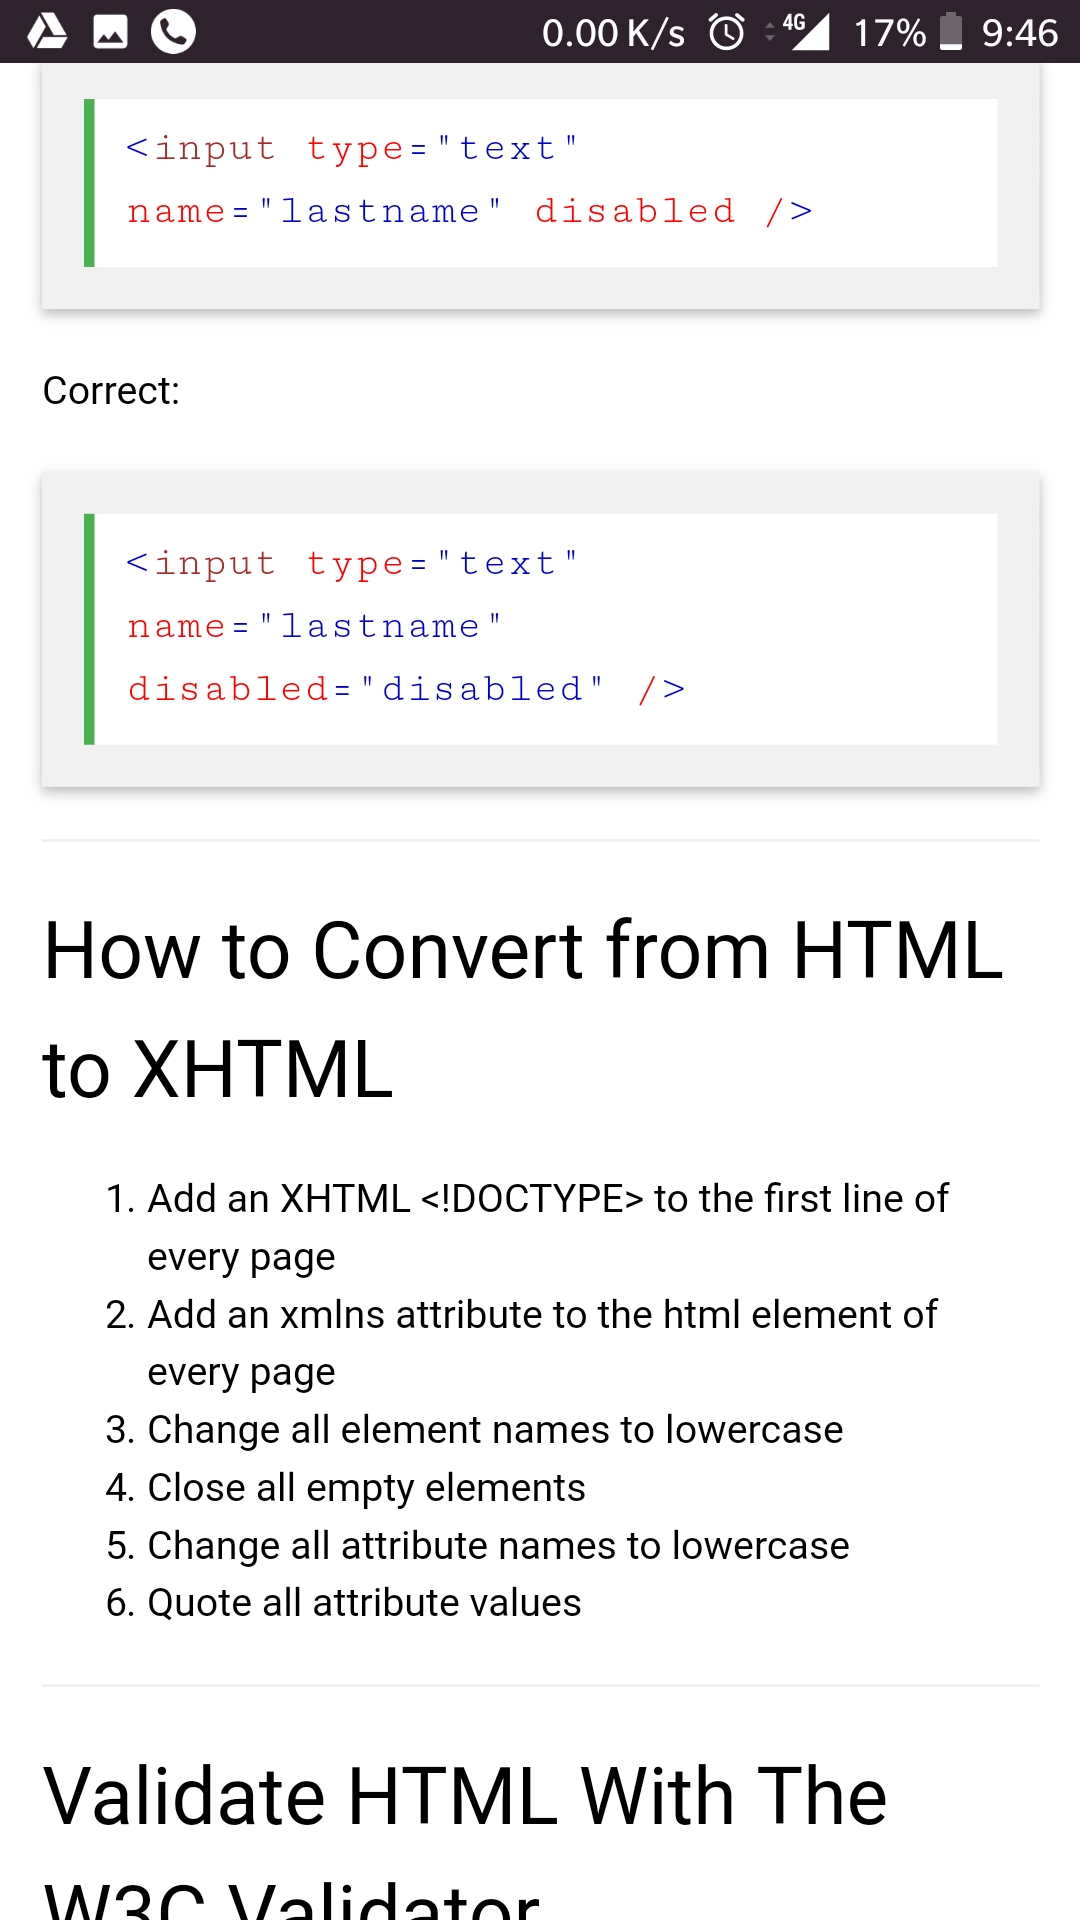 0.00 K/s 4G 17% 9:46
<input type="text"
name="lastname" disabled />
Correct:
<input type="text"
name="lastname"
disabled="disabled" />
How to Convert from HTML
to XHTML
1. Add an XHTML <!DOCTYPE> to the first line of
every page
2. Add an xmlns attribute to the html element of
every page
3. Change all element names to lowercase
4. Close all empty elements
5. Change all attribute names to lowercase
6. Quote all attribute values
Validate HTML With The
W3C Validator